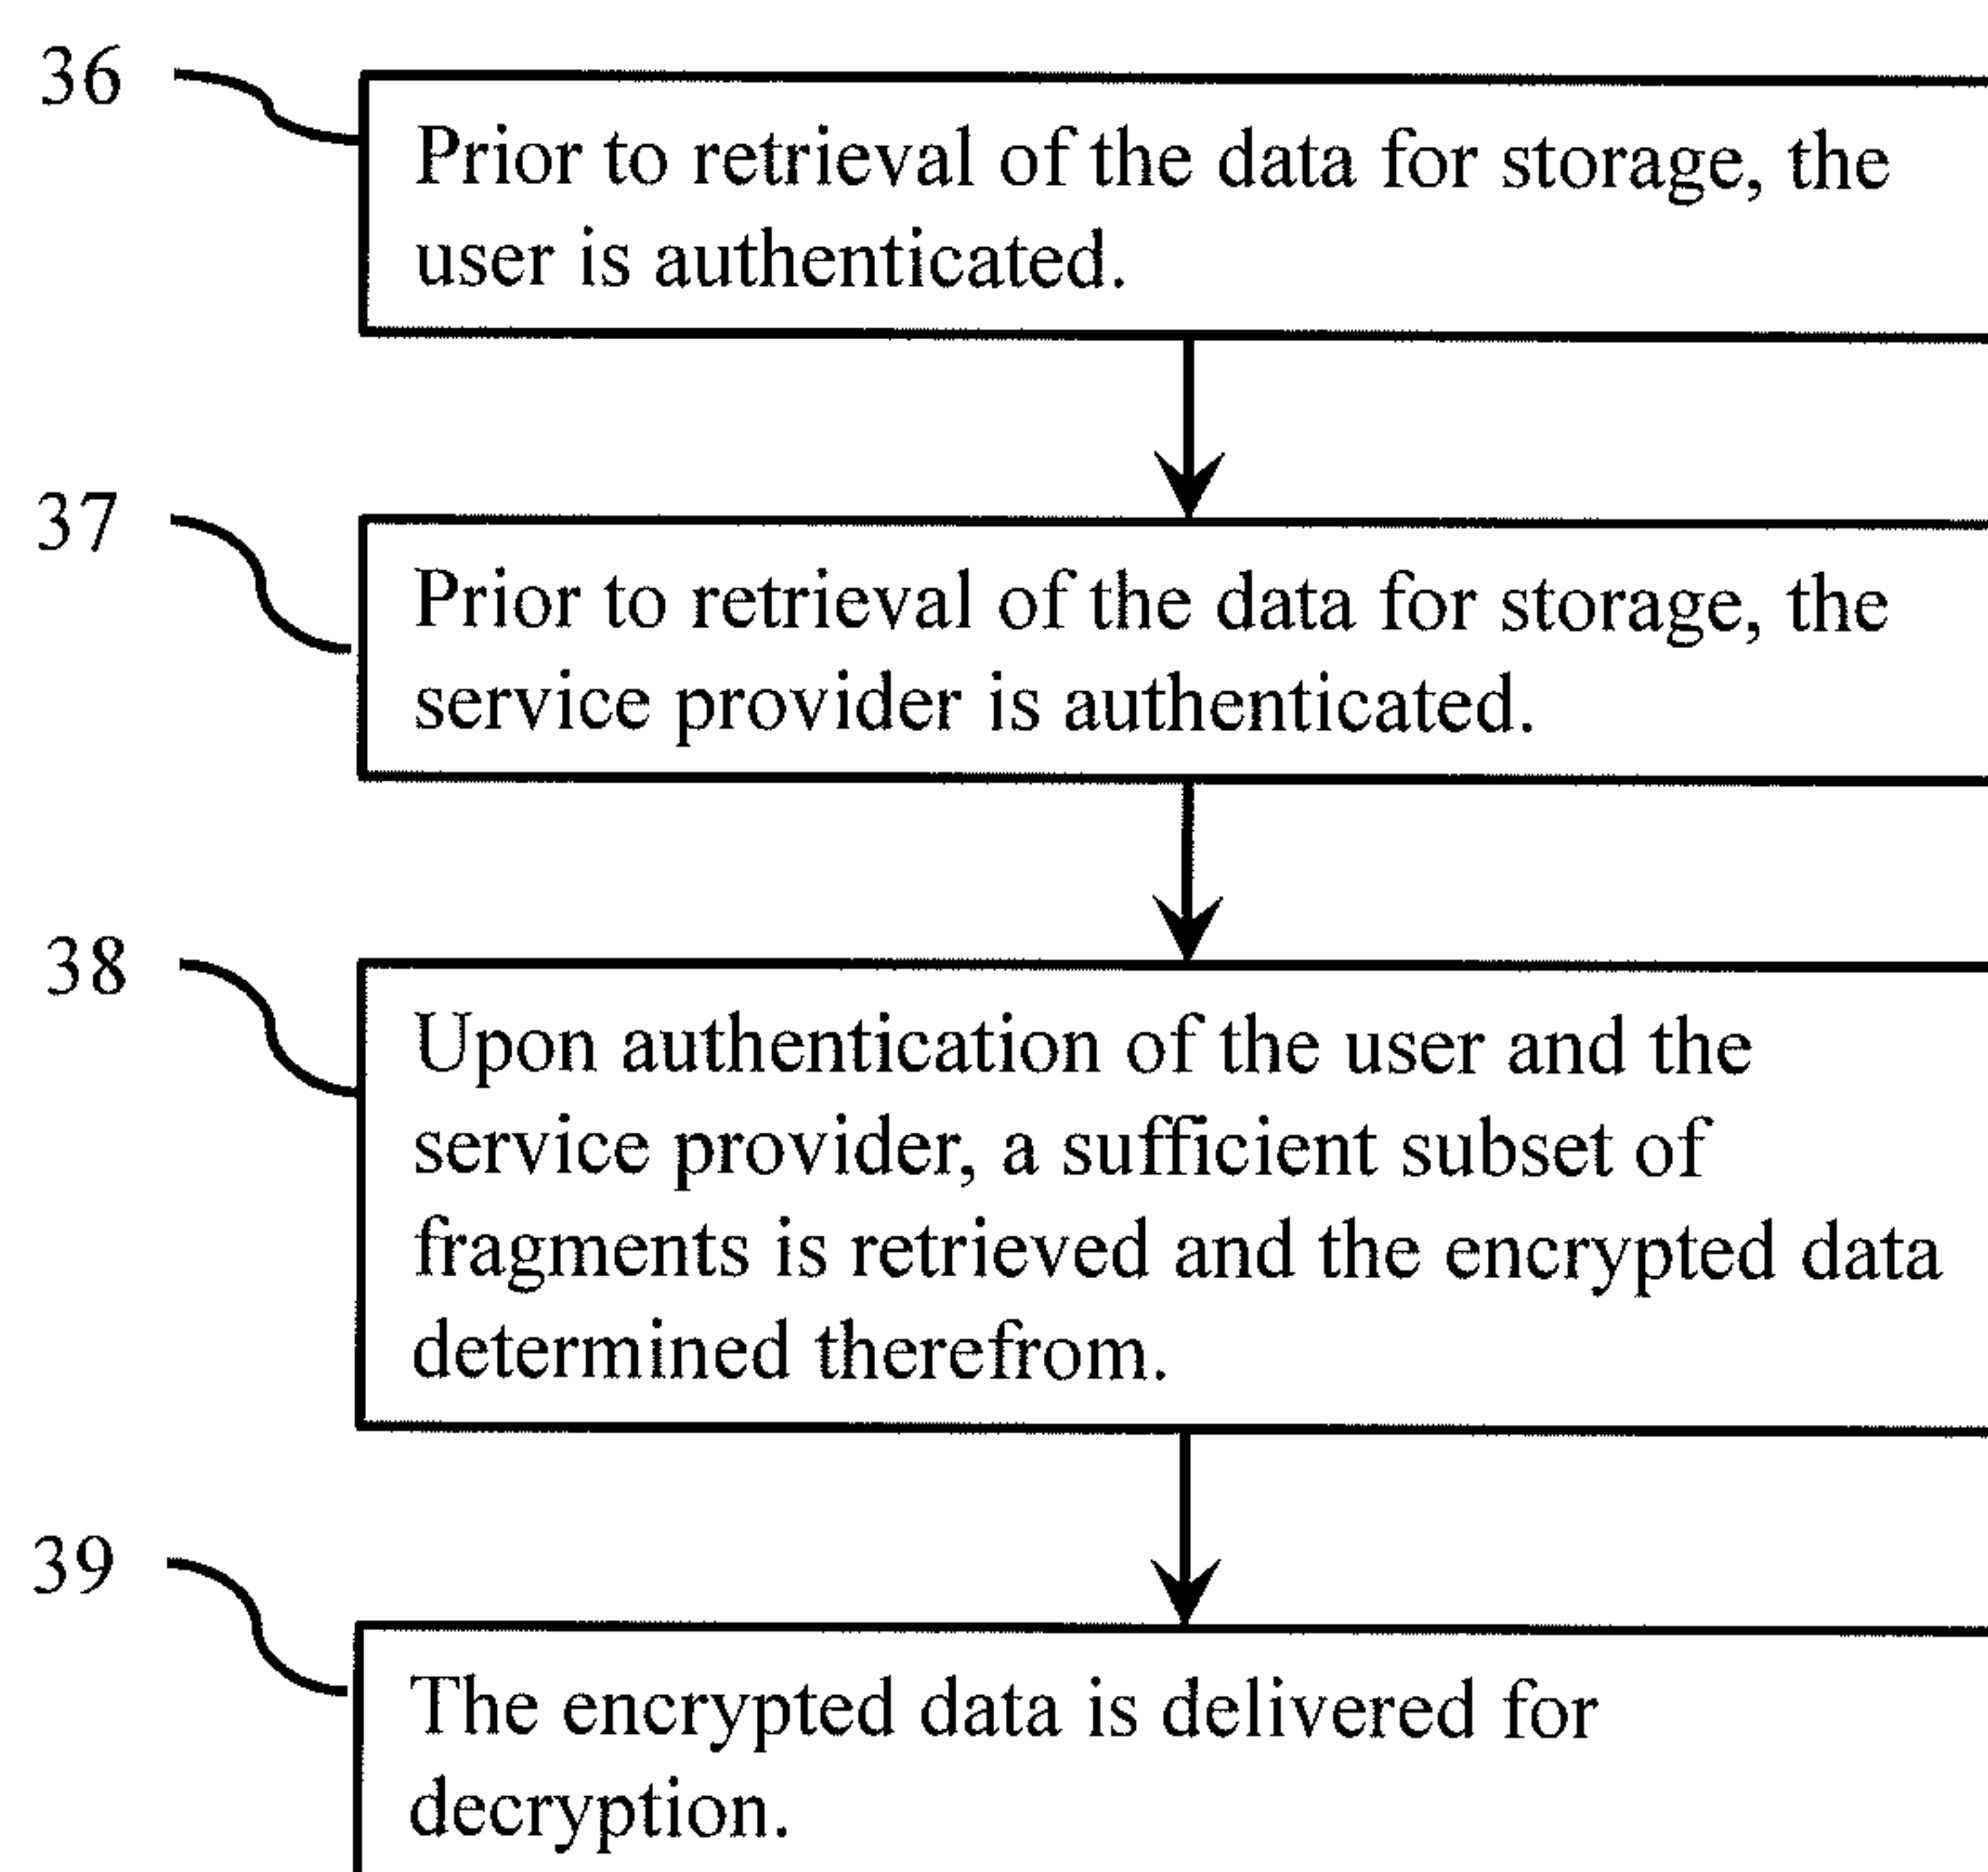 36
Prior to retrieval of the data for storage, the
user is authenticated.
37
Prior to retrieval of the data for storage, the
service provider is authenticated.
38
Upon authentication of the user and the
service provider, a sufficient subset of
fragments is retrieved and the encrypted data
determined therefrom.
39
The encrypted data is delivered for
decryption.